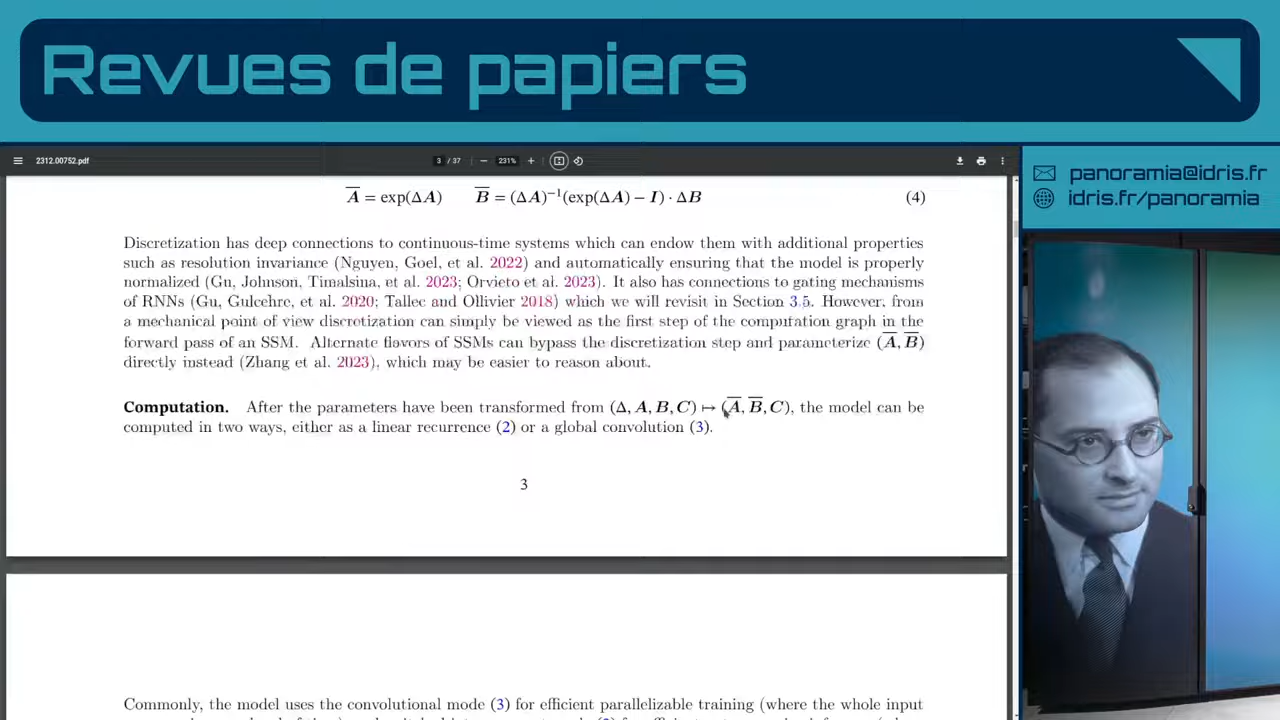 Revues de papiers
panoramia@idris.fr
idris.fr/panoramia
2312.00752.pdf
3 / 37
231%
A̅ = exp(ΔA) B̅ = (ΔA)⁻¹(exp(ΔA) − I) · ΔB (4)
Discretization has deep connections to continuous-time systems which can endow them with additional properties
such as resolution invariance (Nguyen, Goel, et al. 2022) and automatically ensuring that the model is properly
normalized (Gu, Johnson, Timalsina, et al. 2023; Orvieto et al. 2023). It also has connections to gating mechanisms
of RNNs (Gu, Gulcehre, et al. 2020; Tallec and Ollivier 2018) which we will revisit in Section 3.5. However, from
a mechanical point of view discretization can simply be viewed as the first step of the computation graph in the
forward pass of an SSM. Alternate flavors of SSMs can bypass the discretization step and parameterize (A̅, B̅)
directly instead (Zhang et al. 2023), which may be easier to reason about.
Computation. After the parameters have been transformed from (Δ, A, B, C) ↦ (A̅, B̅, C), the model can be
computed in two ways, either as a linear recurrence (2) or a global convolution (3).
3
Commonly, the model uses the convolutional mode (3) for efficient parallelizable training (where the whole input